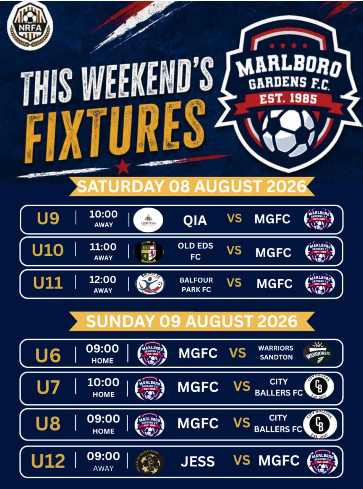 NRFA
THIS WEEKEND'S
FIXTURES
MARLBORO
GARDENS F.C.
EST. 1985
SATURDAY 08 AUGUST 2026
U9 10:00 AWAY QIA VS MGFC
U10 11:00 AWAY OLD EDS FC VS MGFC
U11 12:00 AWAY BALFOUR PARK FC VS MGFC
SUNDAY 09 AUGUST 2026
U6 09:00 HOME MGFC VS WARRIORS SANDTON
U7 10:00 HOME MGFC VS CITY BALLERS FC
U8 09:00 HOME MGFC VS CITY BALLERS FC
U12 09:00 AWAY JESS VS MGFC